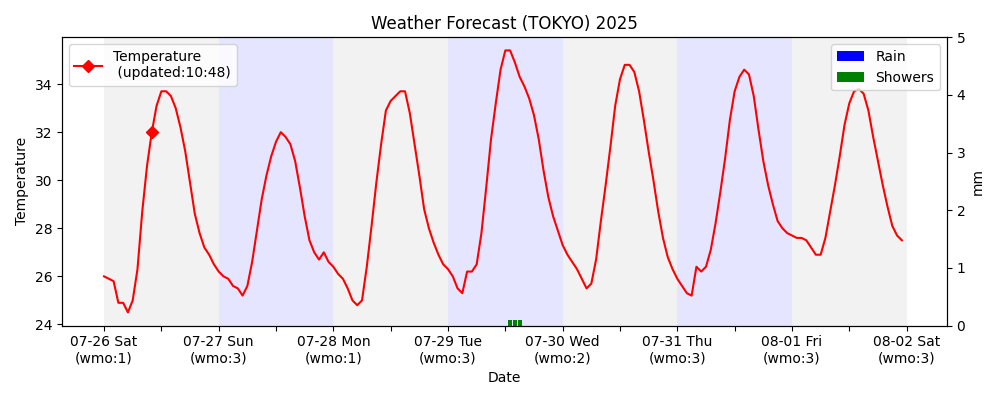 Weather Forecast (TOKYO) 2025
Temperature
(updated:10:48)
Rain
Showers
34
32
30
28
26
24
Temperature
5
4
3
2
1
0
mm
07-26 Sat
(wmo:1)
07-27 Sun
(wmo:3)
07-28 Mon
(wmo:1)
07-29 Tue
(wmo:3)
07-30 Wed
(wmo:2)
07-31 Thu
(wmo:3)
08-01 Fri
(wmo:3)
08-02 Sat
(wmo:3)
Date